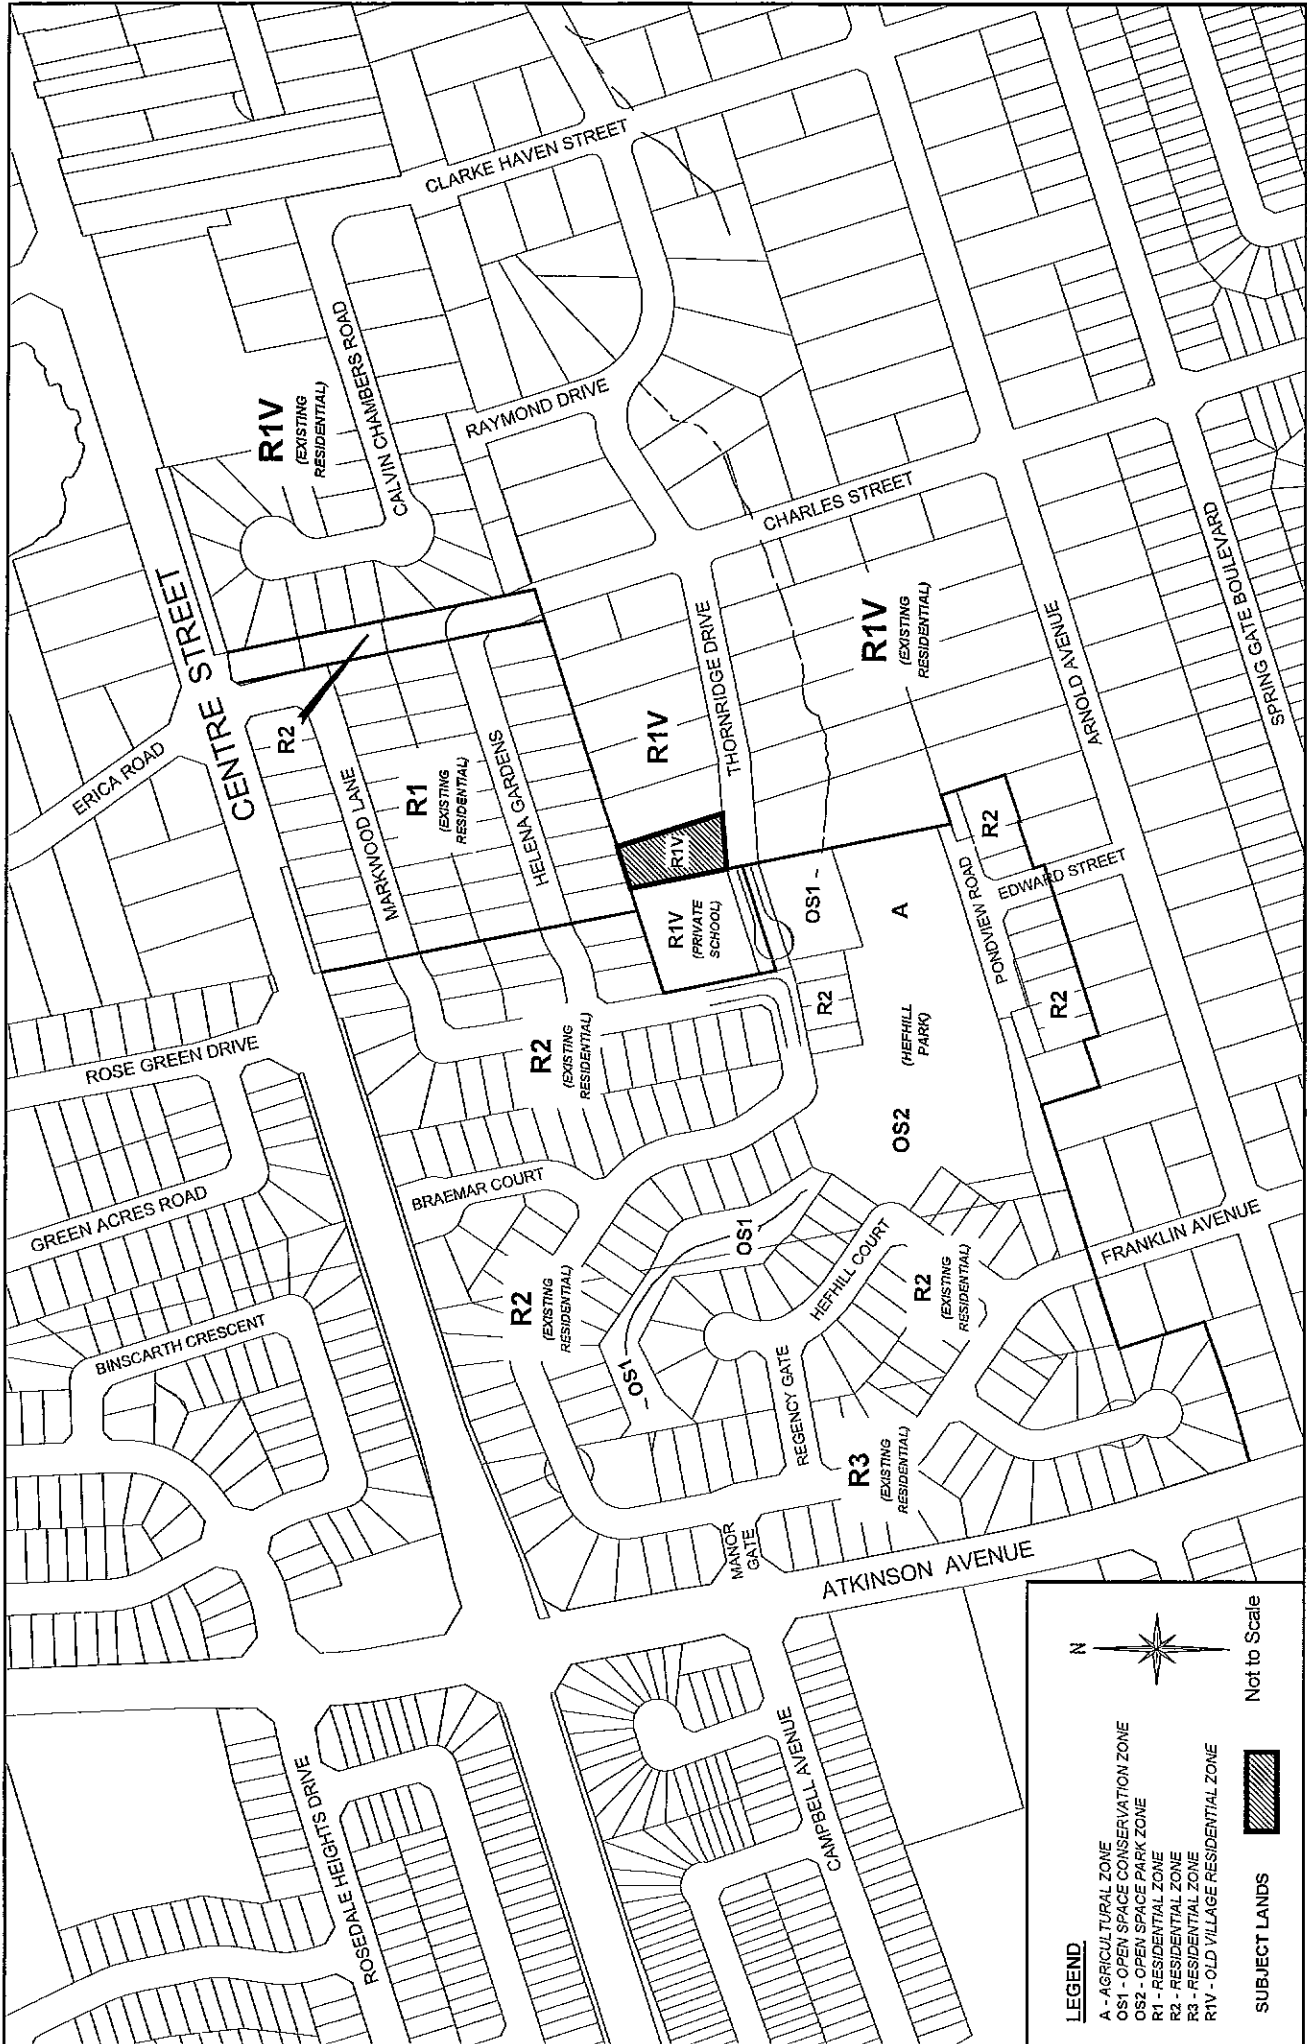 CLARKE HAVEN STREET
CALVIN CHAMBERS ROAD
R1V
(EXISTING
RESIDENTIAL)
RAYMOND DRIVE
CENTRE STREET
CHARLES STREET
ERICA ROAD
R2
MARKWOOD LANE
R1
(EXISTING
RESIDENTIAL)
HELENA GARDENS
R1V
THORNRIDGE DRIVE
R1V
(EXISTING
RESIDENTIAL)
ARNOLD AVENUE
SPRING GATE BOULEVARD
R1V
R1V
(PRIVATE
SCHOOL)
OS1
A
R2
PONDVIEW ROAD
EDWARD STREET
R2
R2
(HEFHILL
PARK)
OS2
ROSE GREEN DRIVE
R2
(EXISTING
RESIDENTIAL)
GREEN ACRES ROAD
BRAEMAR COURT
BINSCARTH CRESCENT
R2
(EXISTING
RESIDENTIAL)
OS1
OS1
HEFHILL COURT
R2
(EXISTING
RESIDENTIAL)
FRANKLIN AVENUE
REGENCY GATE
R3
(EXISTING
RESIDENTIAL)
MANOR
GATE
ATKINSON AVENUE
ROSEDALE HEIGHTS DRIVE
CAMPBELL AVENUE
LEGEND
A - AGRICULTURAL ZONE
OS1 - OPEN SPACE CONSERVATION ZONE
OS2 - OPEN SPACE PARK ZONE
R1 - RESIDENTIAL ZONE
R2 - RESIDENTIAL ZONE
R3 - RESIDENTIAL ZONE
R1V - OLD VILLAGE RESIDENTIAL ZONE
SUBJECT LANDS
N
Not to Scale